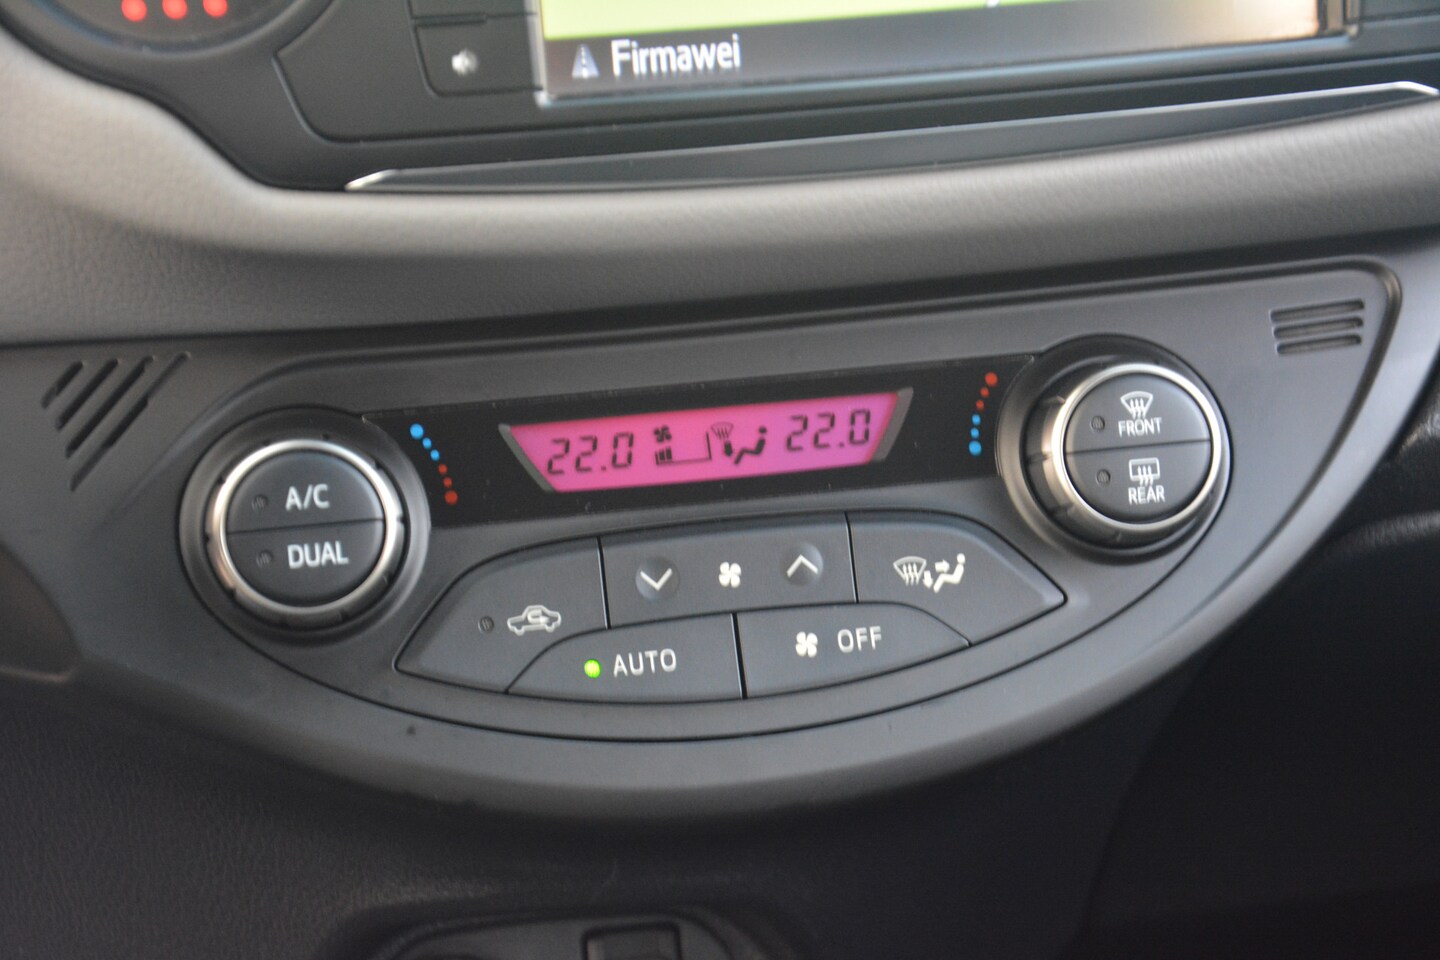 Firmawei
22.0 22.0
A/C
DUAL
FRONT
REAR
AUTO
OFF